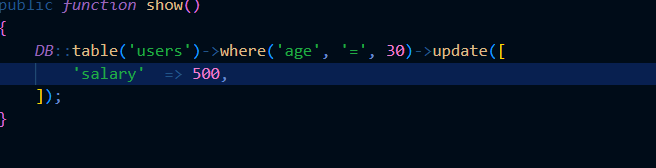 public function show()
{
    DB::table('users')->where('age', '=', 30)->update([
        'salary'  => 500,
    ]);
}